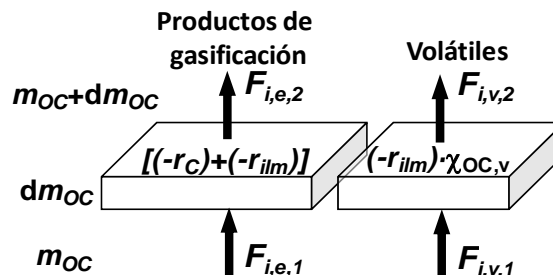 Productos de
gasificación
Volátiles
m_OC+dm_OC
F_i,e,2
F_i,v,2
[(-r_C)+(-r_ilm)]
(-r_ilm)·χ_OC,v
dm_OC
m_OC
F_i,e,1
F_i,v,1